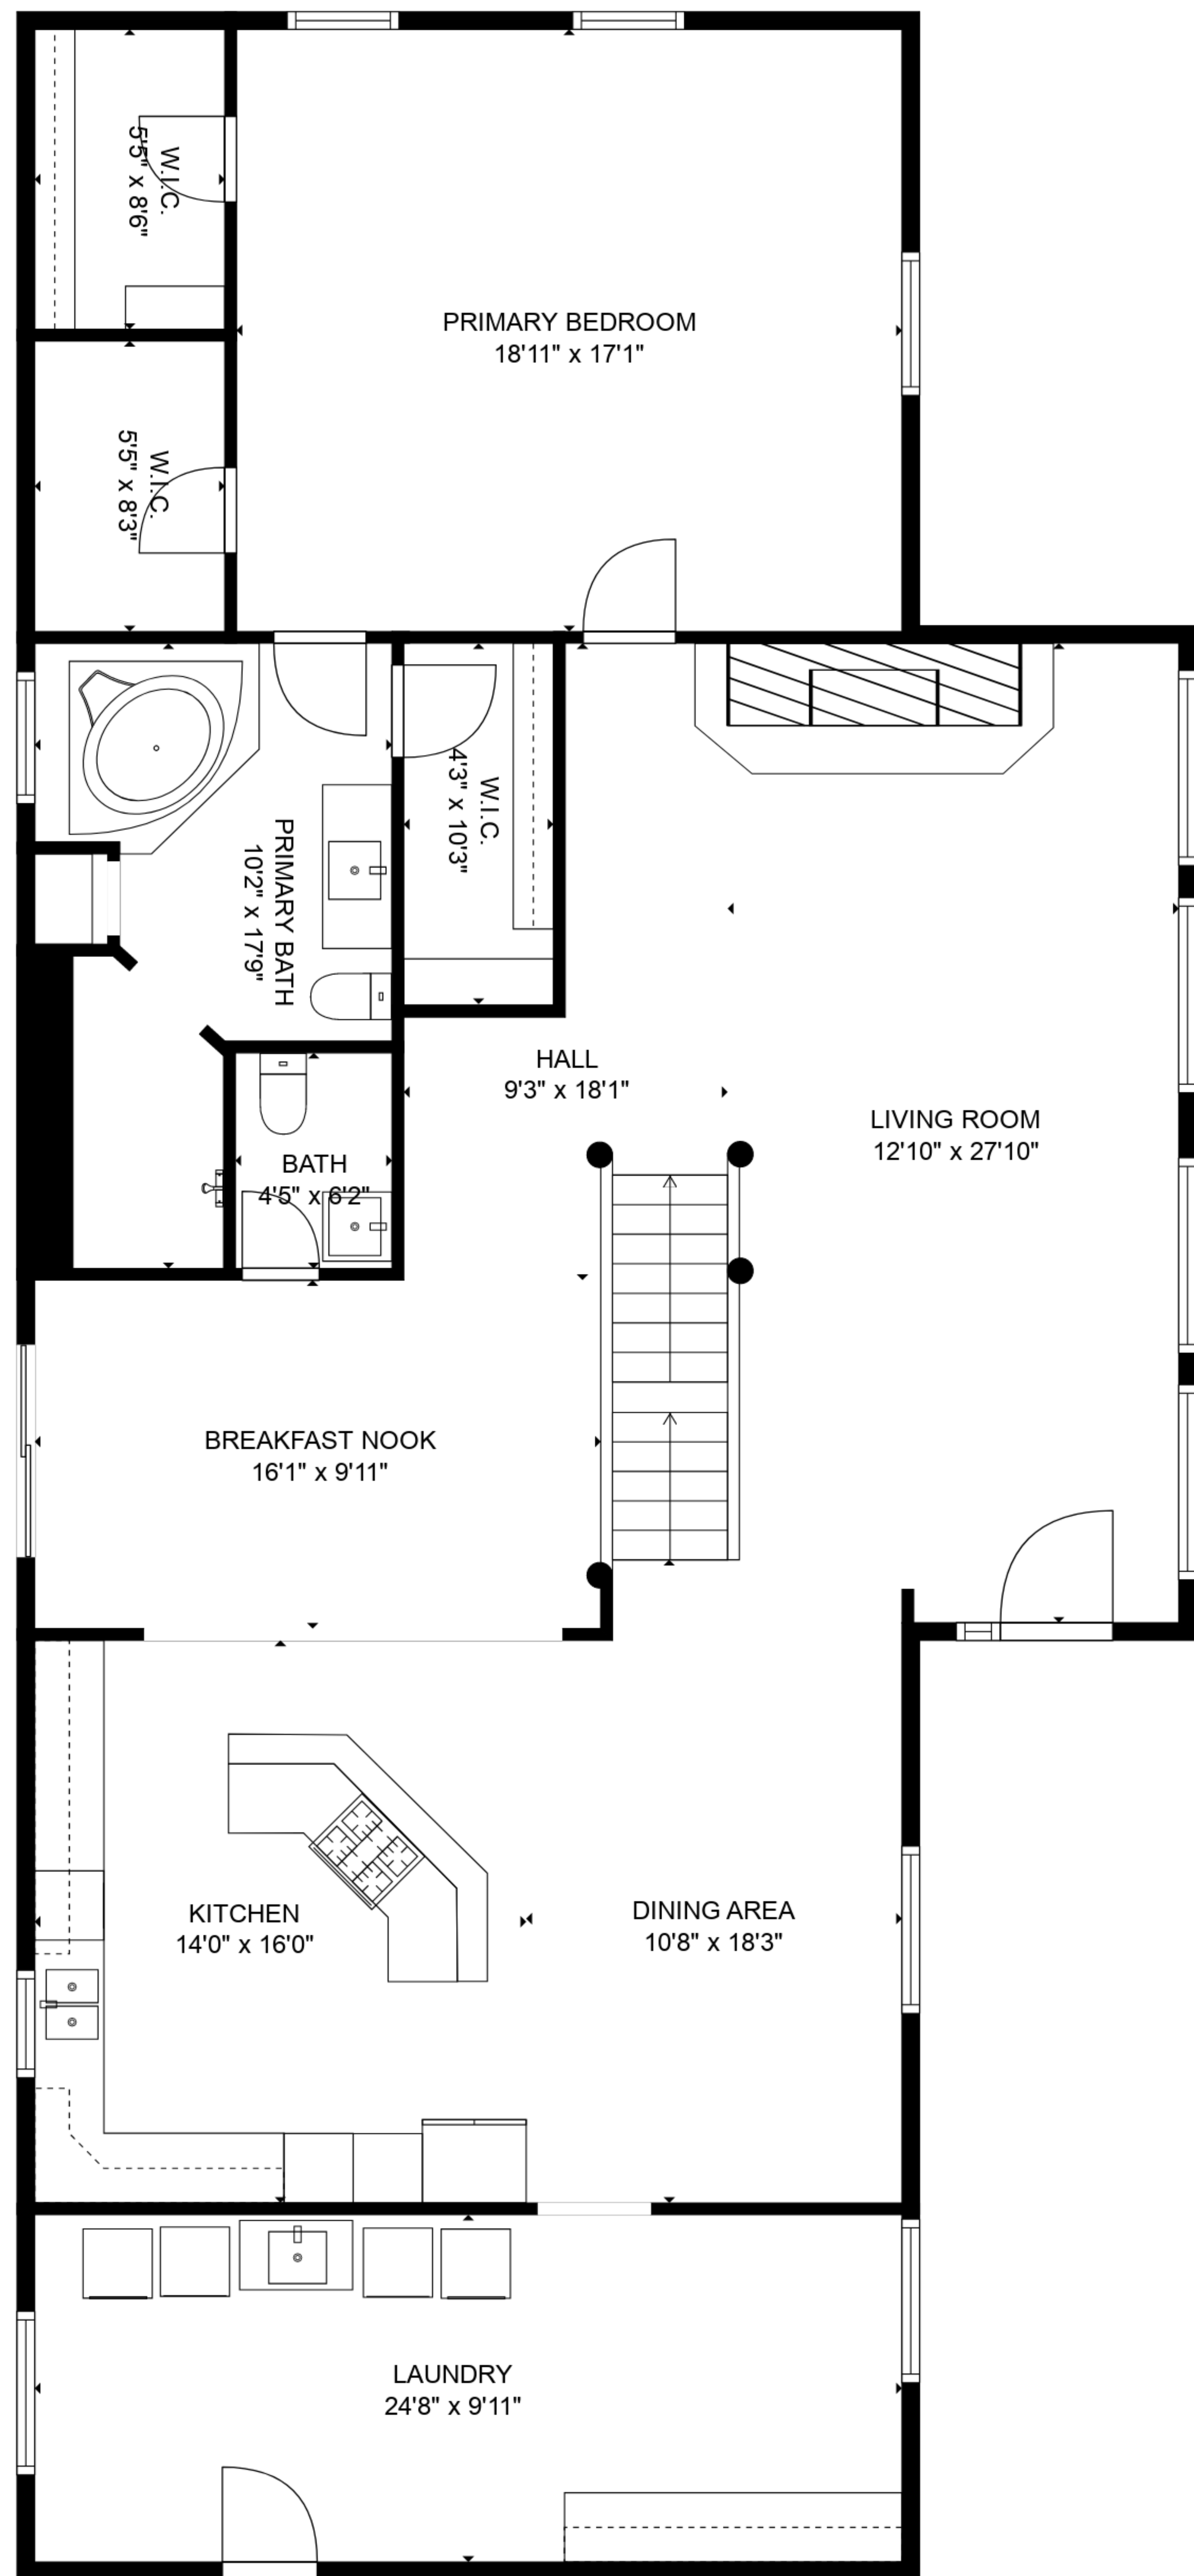 W.I.C.
5'5" x 8'6"
PRIMARY BEDROOM
18'11" x 17'1"
W.I.C.
5'5" x 8'3"
W.I.C.
4'3" x 10'3"
PRIMARY BATH
10'2" x 17'9"
HALL
9'3" x 18'1"
LIVING ROOM
12'10" x 27'10"
BATH
4'5" x 6'2"
BREAKFAST NOOK
16'1" x 9'11"
KITCHEN
14'0" x 16'0"
DINING AREA
10'8" x 18'3"
LAUNDRY
24'8" x 9'11"